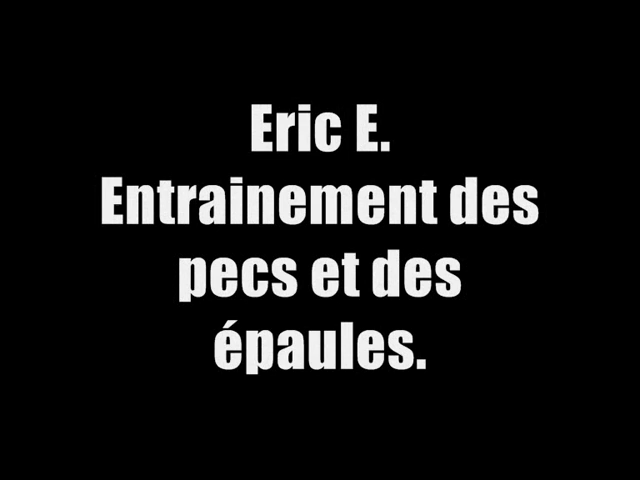 Eric E.
Entrainement des
pecs et des
épaules.